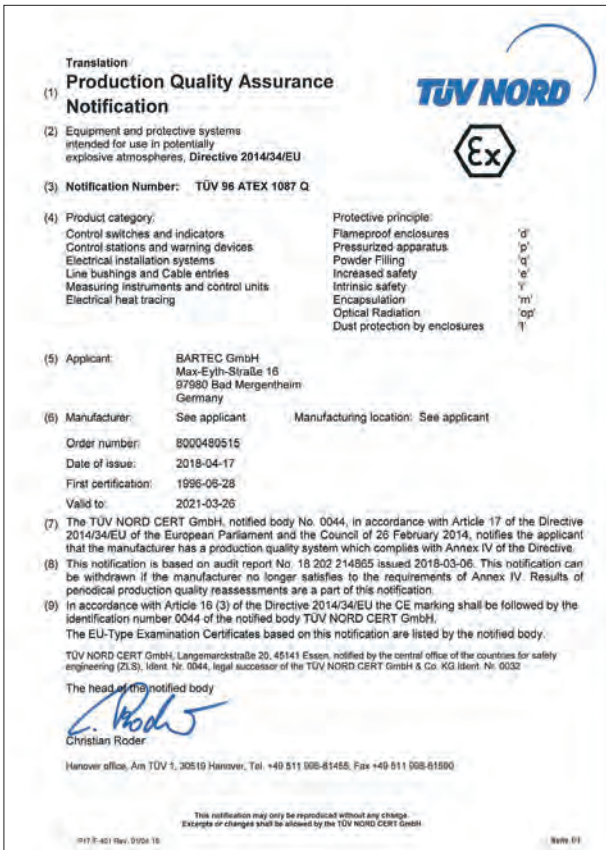 Translation
(1) Production Quality Assurance
Notification
TÜV NORD
(2) Equipment and protective systems
intended for use in potentially
explosive atmospheres, Directive 2014/34/EU
Ex
(3) Notification Number: TÜV 96 ATEX 1087 Q
(4) Product category: Protective principle:
Control switches and indicators Flameproof enclosures 'd'
Control stations and warning devices Pressurized apparatus 'p'
Electrical installation systems Powder Filling 'q'
Line bushings and Cable entries Increased safety 'e'
Measuring instruments and control units Intrinsic safety 'i'
Electrical heat tracing Encapsulation 'm'
Optical Radiation 'op'
Dust protection by enclosures 't'
(5) Applicant: BARTEC GmbH
Max-Eyth-Straße 16
97980 Bad Mergentheim
Germany
(6) Manufacturer: See applicant Manufacturing location: See applicant
Order number: 8000480515
Date of issue: 2018-04-17
First certification: 1996-06-28
Valid to: 2021-03-26
(7) The TÜV NORD CERT GmbH, notified body No. 0044, in accordance with Article 17 of the Directive
2014/34/EU of the European Parliament and the Council of 26 February 2014, notifies the applicant
that the manufacturer has a production quality system which complies with Annex IV of the Directive.
(8) This notification is based on audit report No. 18 202 214865 issued 2018-03-06. This notification can
be withdrawn if the manufacturer no longer satisfies to the requirements of Annex IV. Results of
periodical production quality reassessments are a part of this notification.
(9) In accordance with Article 16 (3) of the Directive 2014/34/EU the CE marking shall be followed by the
identification number 0044 of the notified body TÜV NORD CERT GmbH.
The EU-Type Examination Certificates based on this notification are listed by the notified body.
TÜV NORD CERT GmbH, Langemarckstraße 20, 45141 Essen, notified by the central office of the countries for safety
engineering (ZLS), Ident. Nr. 0044, legal successor of the TÜV NORD CERT GmbH & Co. KG Ident. Nr. 0032
The head of the notified body
Christian Roder
Hanover office, Am TÜV 1, 30519 Hanover, Tel. +49 511 998-61455, Fax +49 511 998-61590
This notification may only be reproduced without any change.
Excerpts or changes shall be allowed by the TÜV NORD CERT GmbH
Seite 1/1